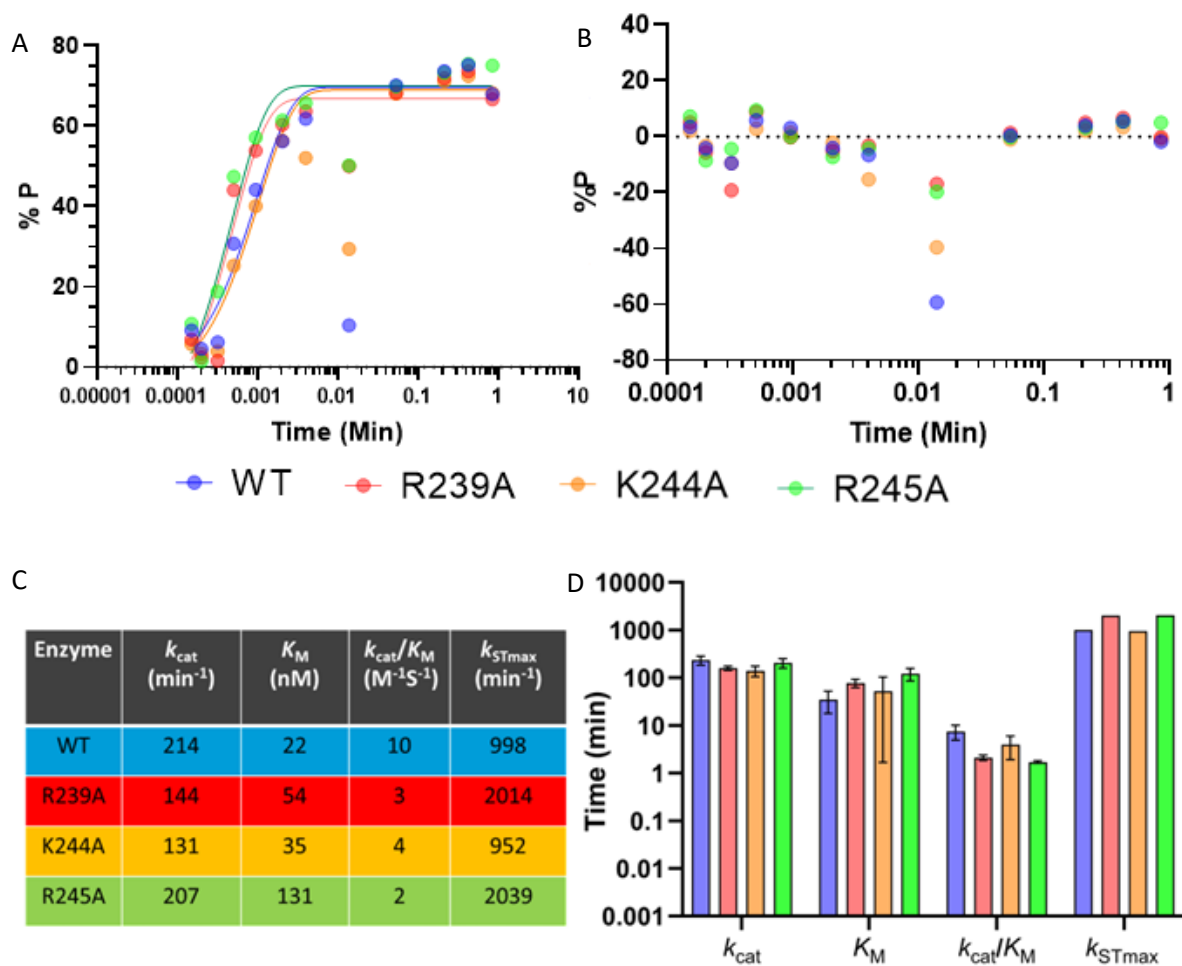 A
80
60
40
20
0
% P
0.00001 0.0001 0.001 0.01 0.1 1 10
Time (Min)
B
40
20
0
-20
-40
-60
-80
%P
0.0001 0.001 0.01 0.1 1
Time (Min)
WT R239A K244A R245A
C
Enzyme kcat (min-1) KM (nM) kcat/KM (M-1S-1) kSTmax (min-1)
WT 214 22 10 998
R239A 144 54 3 2014
K244A 131 35 4 952
R245A 207 131 2 2039
D
10000
1000
100
10
1
0.1
0.01
0.001
Time (min)
kcat KM kcat/KM kSTmax